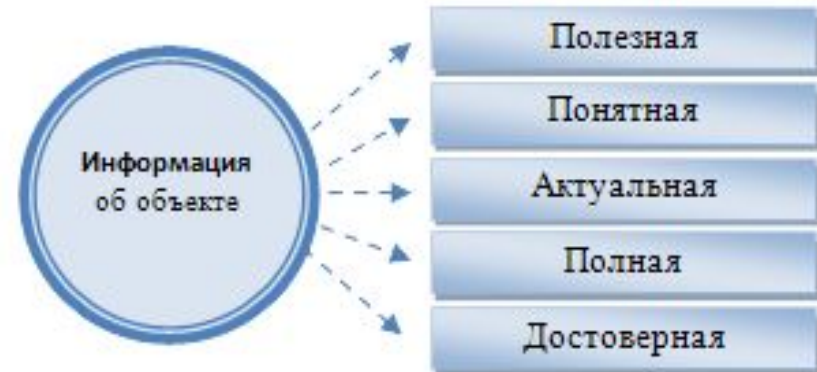 Информация
об объекте
Полезная
Понятная
Актуальная
Полная
Достоверная